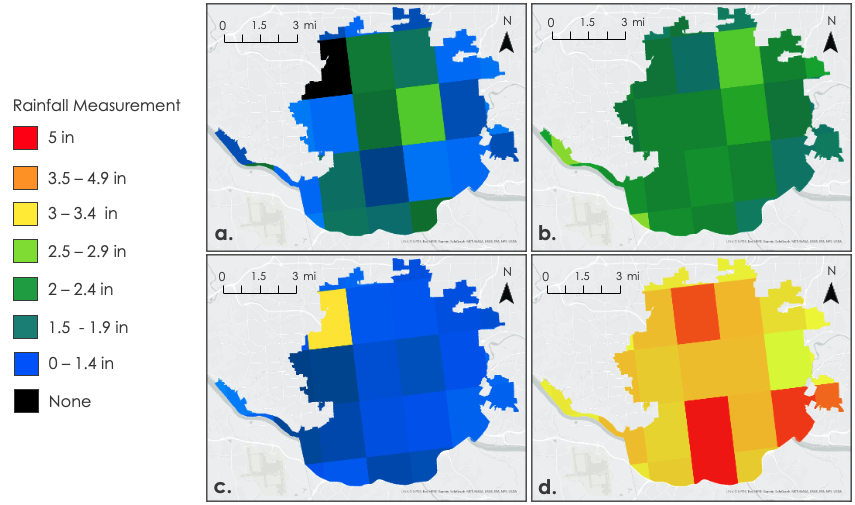 Rainfall Measurement
5 in
3.5 – 4.9 in
3 – 3.4 in
2.5 – 2.9 in
2 – 2.4 in
1.5 - 1.9 in
0 – 1.4 in
None
0 1.5 3 mi
N
a.
0 1.5 3 mi
N
b.
0 1.5 3 mi
N
c.
0 1.5 3 mi
N
d.